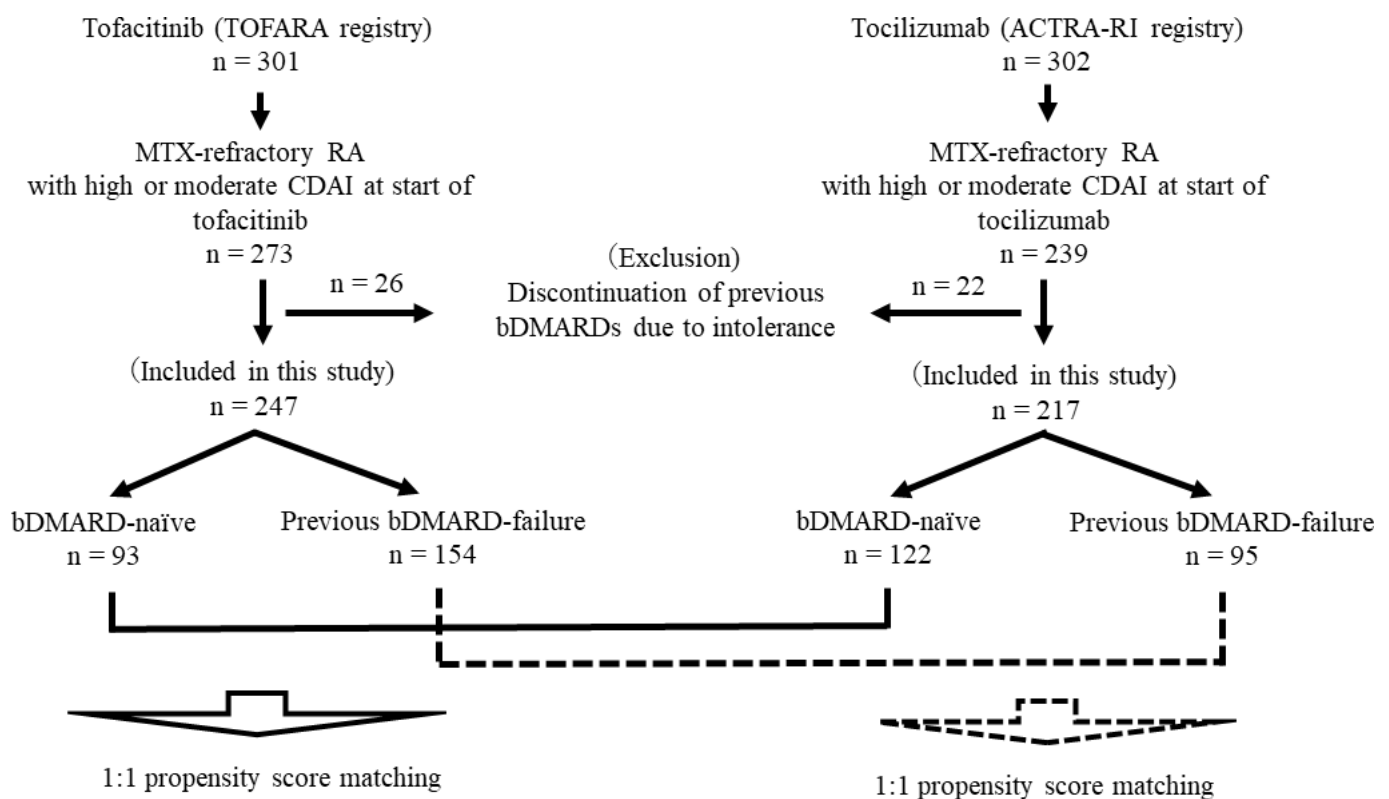 Tofacitinib (TOFARA registry)
n = 301
Tocilizumab (ACTRA-RI registry)
n = 302
MTX-refractory RA
with high or moderate CDAI at start of
tofacitinib
n = 273
MTX-refractory RA
with high or moderate CDAI at start of
tocilizumab
n = 239
n = 26
(Exclusion)
Discontinuation of previous
bDMARDs due to intolerance
n = 22
(Included in this study)
n = 247
(Included in this study)
n = 217
bDMARD-naïve
n = 93
Previous bDMARD-failure
n = 154
bDMARD-naïve
n = 122
Previous bDMARD-failure
n = 95
1:1 propensity score matching
1:1 propensity score matching